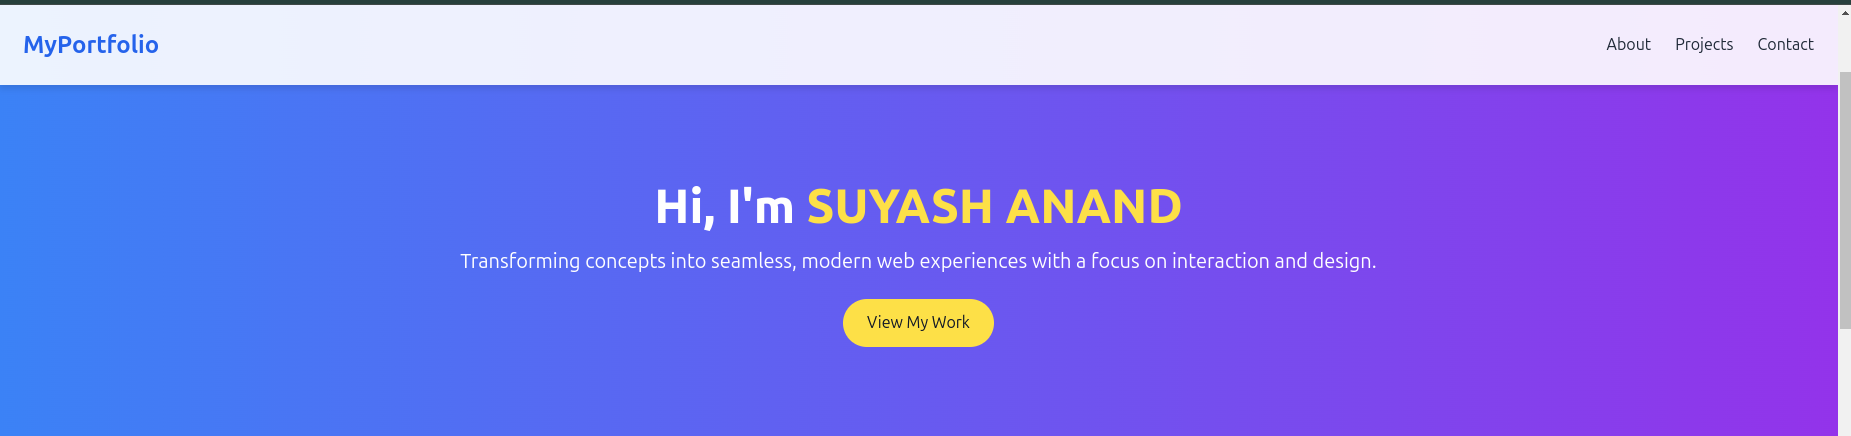 MyPortfolio
About Projects Contact
Hi, I'm SUYASH ANAND
Transforming concepts into seamless, modern web experiences with a focus on interaction and design.
View My Work